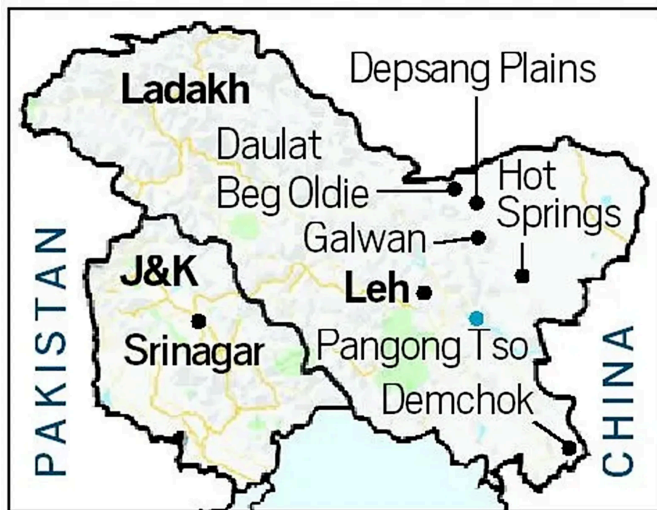 Depsang Plains
Ladakh
Daulat
Beg Oldie
Hot
Springs
Galwan
J&K
Leh
Srinagar
Pangong Tso
Demchok
PAKISTAN
CHINA